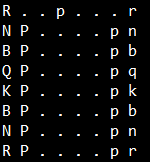 R . . p . . . r
N P . . . . p n
B P . . . . p b
Q P . . . . p q
K P . . . . p k
B P . . . . p b
N P . . . . p n
R P . . . . p r